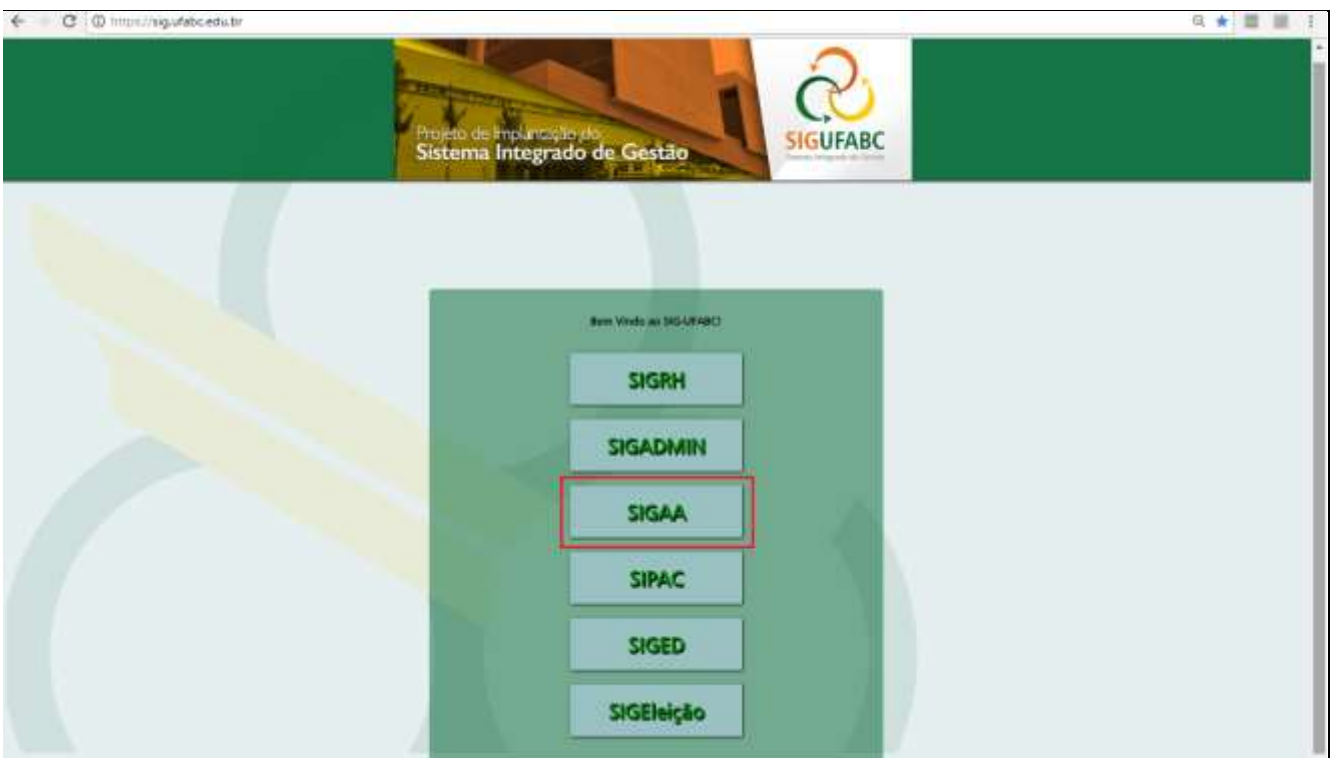 https://sig.ufabc.edu.br
Projeto de Implantação do
Sistema Integrado de Gestão
SIGUFABC
Bem Vindo ao SIG-UFABC!
SIGRH
SIGADMIN
SIGAA
SIPAC
SIGED
SIGEleição